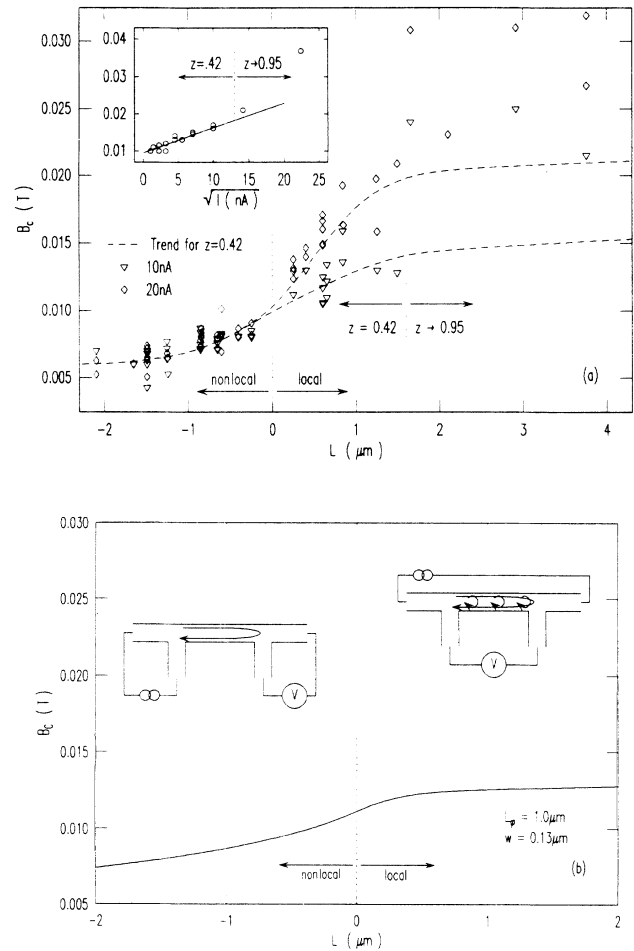 0.030
0.025
0.020
0.015
0.010
0.005
B_c (T)
0.04
0.03
0.02
0.01
z=.42
z→0.95
0
5
10
15
20
25
√I ( nA)
Trend for z=0.42
10nA
20nA
z = 0.42
z → 0.95
nonlocal
local
(a)
-2
-1
0
1
2
3
4
L ( μm)
0.030
0.025
0.020
0.015
0.010
0.005
B_c (T)
V
V
L_φ = 1.0μm
w = 0.13μm
nonlocal
local
(b)
-2
-1
0
1
2
L ( μm)